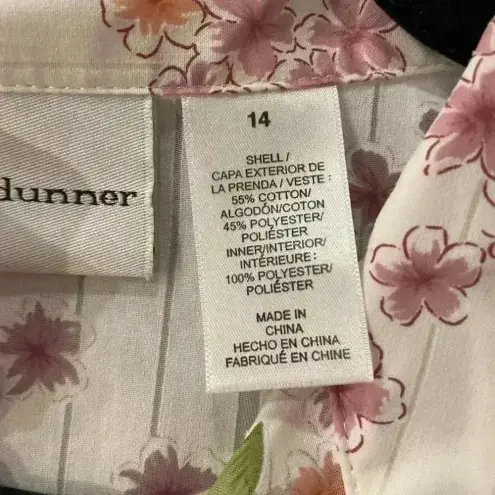 dunner
14
SHELL /
CAPA EXTERIOR DE
LA PRENDA / VESTE :
55% COTTON/
ALGODÓN/COTON
45% POLYESTER/
POLIÉSTER
INNER/INTERIOR/
INTÉRIEURE :
100% POLYESTER/
POLIÉSTER
MADE IN
CHINA
HECHO EN CHINA
FABRIQUÉ EN CHINE